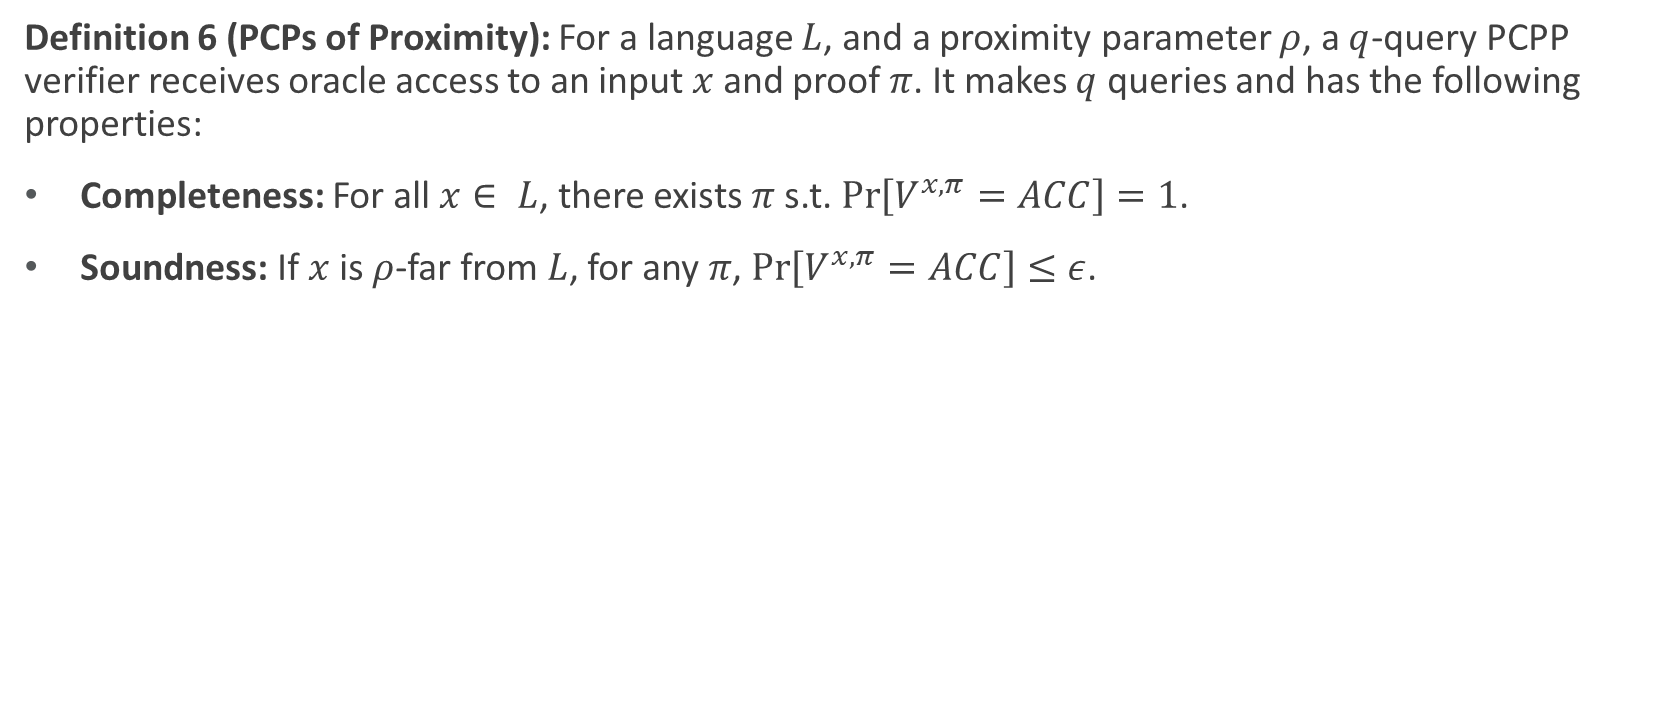 Definition 6 (PCPs of Proximity): For a language L, and a proximity parameter ρ, a q-query PCPP
verifier receives oracle access to an input x and proof π. It makes q queries and has the following
properties:
• Completeness: For all x ∈ L, there exists π s.t. Pr[V^{x,π} = ACC] = 1.
• Soundness: If x is ρ-far from L, for any π, Pr[V^{x,π} = ACC] ≤ ϵ.